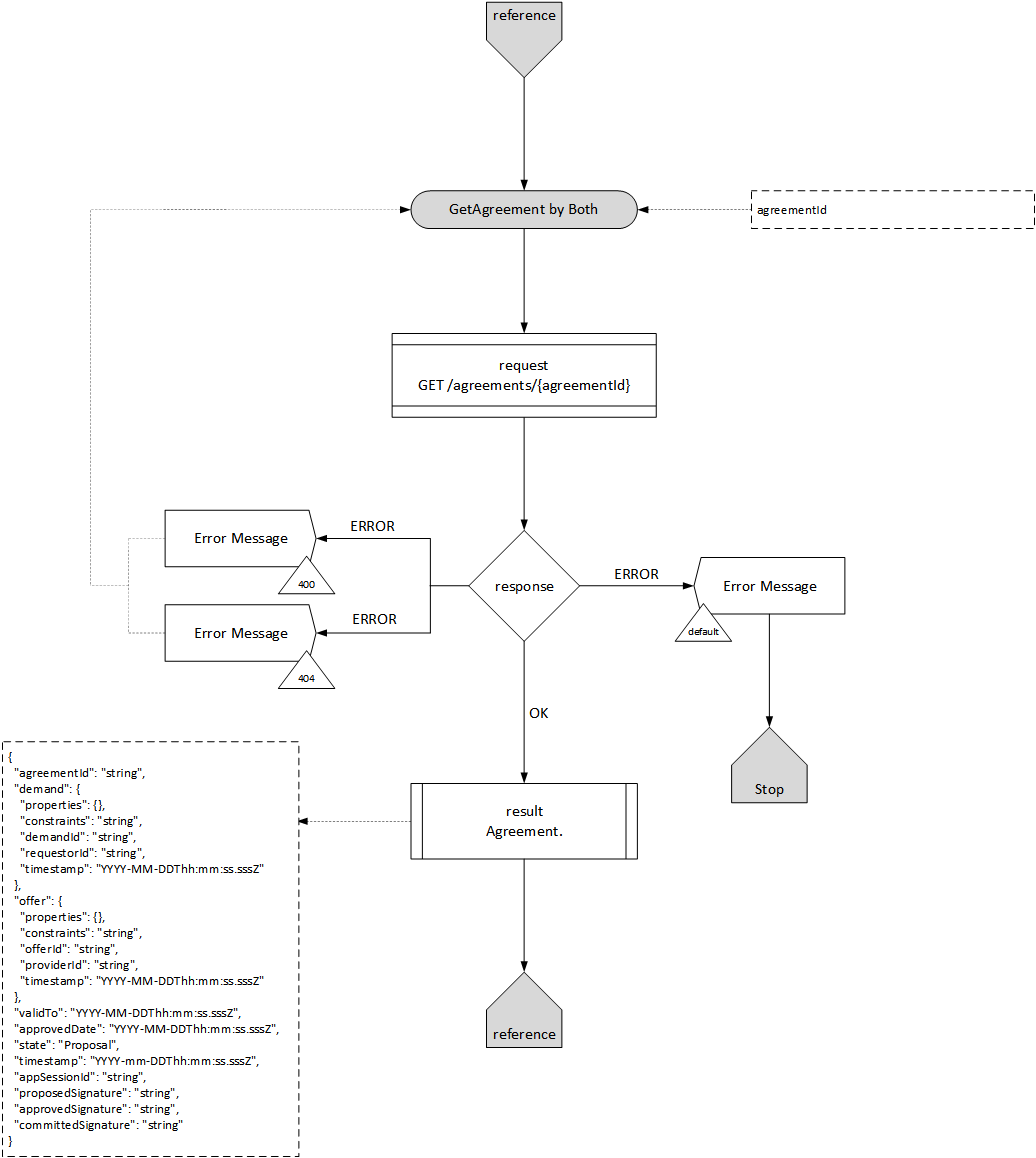 reference
GetAgreement by Both
agreementId
request
GET /agreements/{agreementId}
ERROR
Error Message
400
ERROR
Error Message
404
response
ERROR
Error Message
default
OK
Stop
result
Agreement.
{
"agreementId": "string",
"demand": {
"properties": {},
"constraints": "string",
"demandId": "string",
"requestorId": "string",
"timestamp": "YYYY-MM-DDThh:mm:ss.sssZ"
},
"offer": {
"properties": {},
"constraints": "string",
"offerId": "string",
"providerId": "string",
"timestamp": "YYYY-MM-DDThh:mm:ss.sssZ"
},
"validTo": "YYYY-MM-DDThh:mm:ss.sssZ",
"approvedDate": "YYYY-MM-DDThh:mm:ss.sssZ",
"state": "Proposal",
"timestamp": "YYYY-mm-DDThh:mm:ss.sssZ",
"appSessionId": "string",
"proposedSignature": "string",
"approvedSignature": "string",
"committedSignature": "string"
}
reference